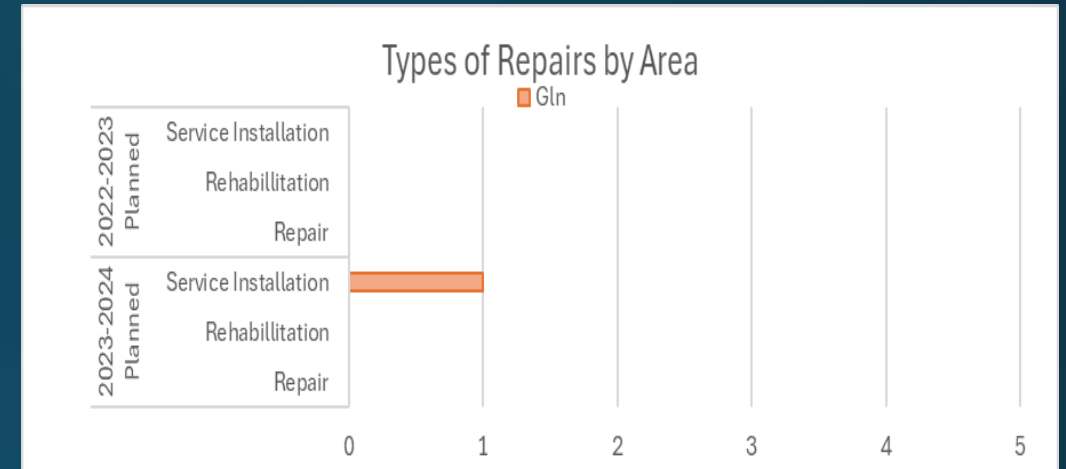 Types of Repairs by Area
Gln
2022-2023
Planned
Service Installation
Rehabillitation
Repair
2023-2024
Planned
Service Installation
Rehabillitation
Repair
0 1 2 3 4 5